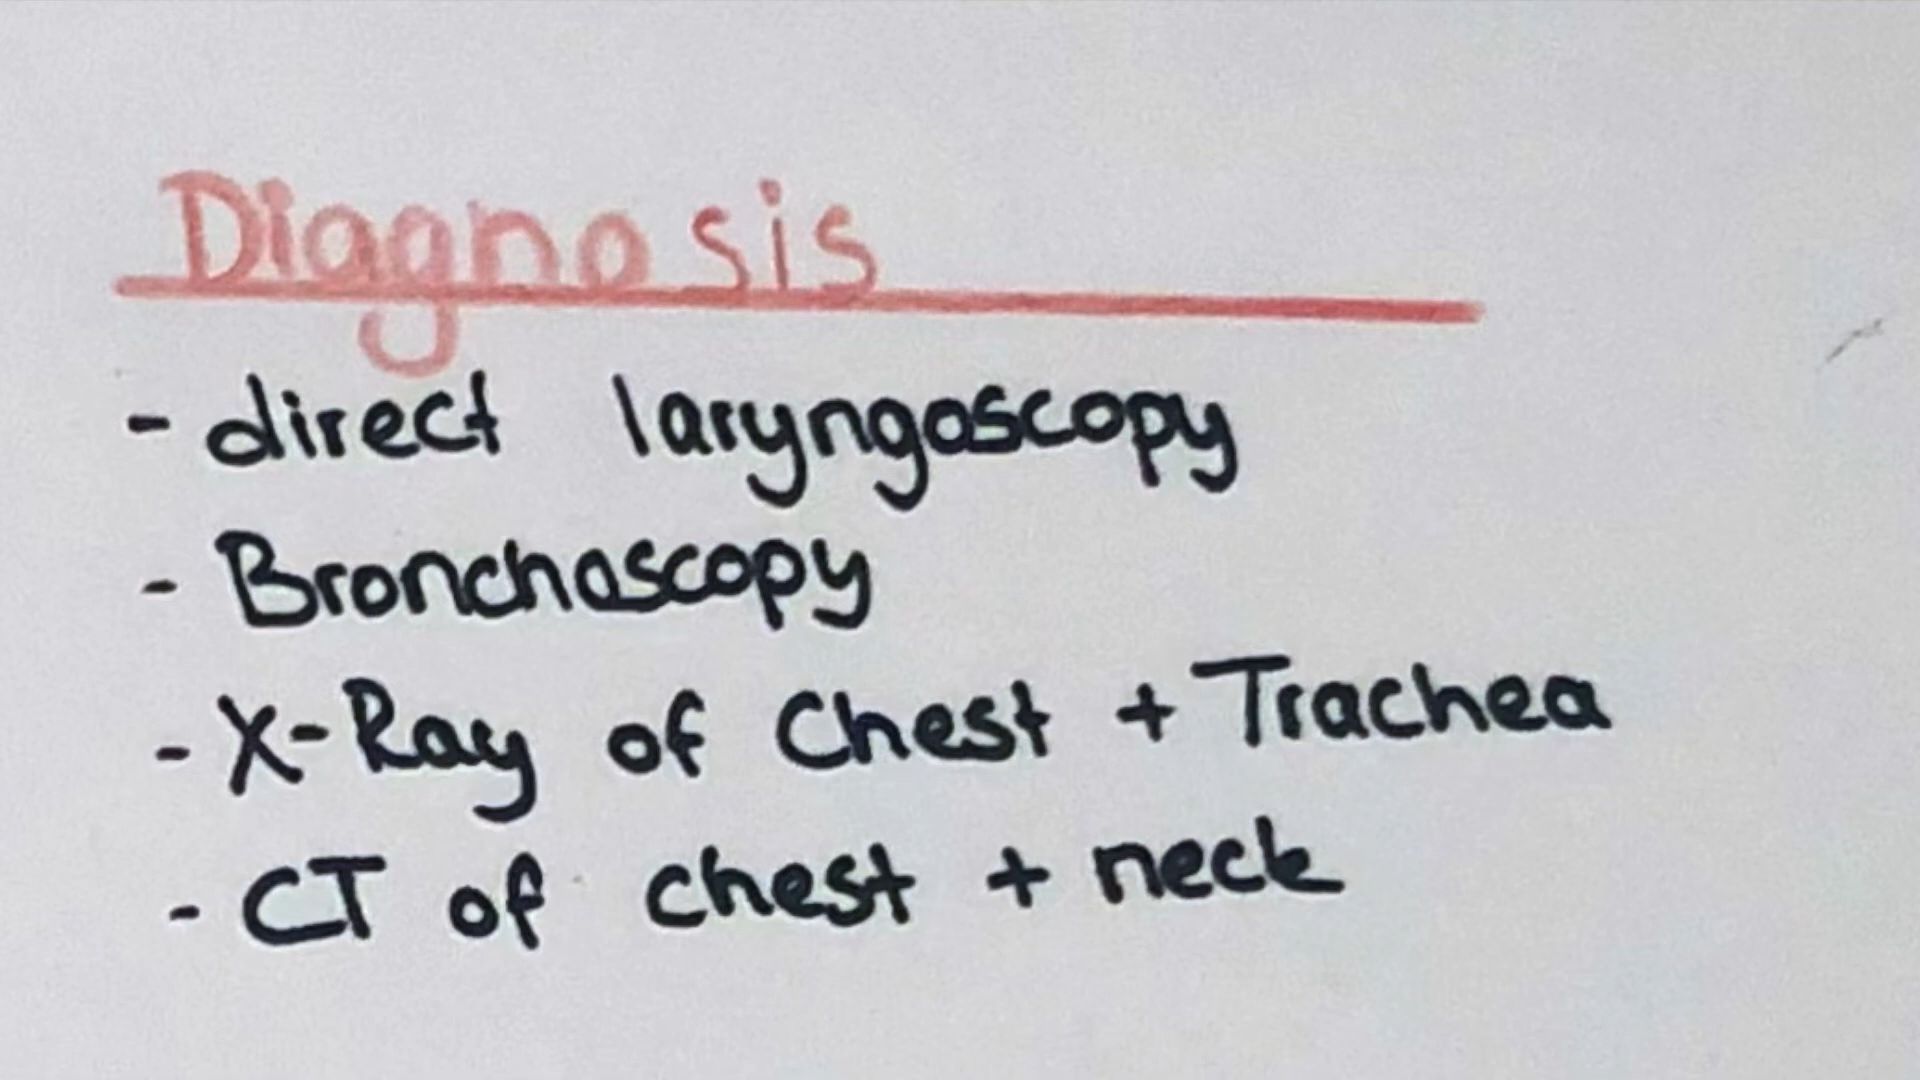 Diagnosis
- direct laryngoscopy
- Bronchoscopy
- X-Ray of Chest + Trachea
- CT of chest + neck